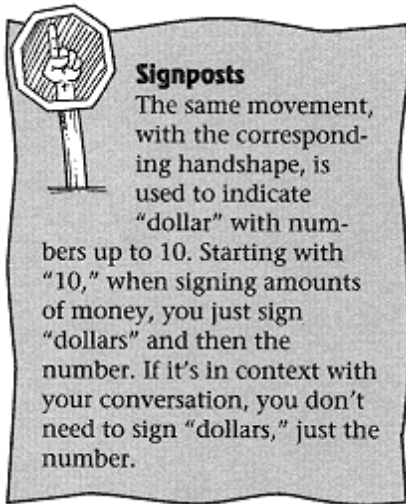 Signposts
The same movement,
with the correspond-
ing handshape, is
used to indicate
“dollar” with num-
bers up to 10. Starting with
“10,” when signing amounts
of money, you just sign
“dollars” and then the
number. If it’s in context with
your conversation, you don’t
need to sign “dollars,” just the
number.